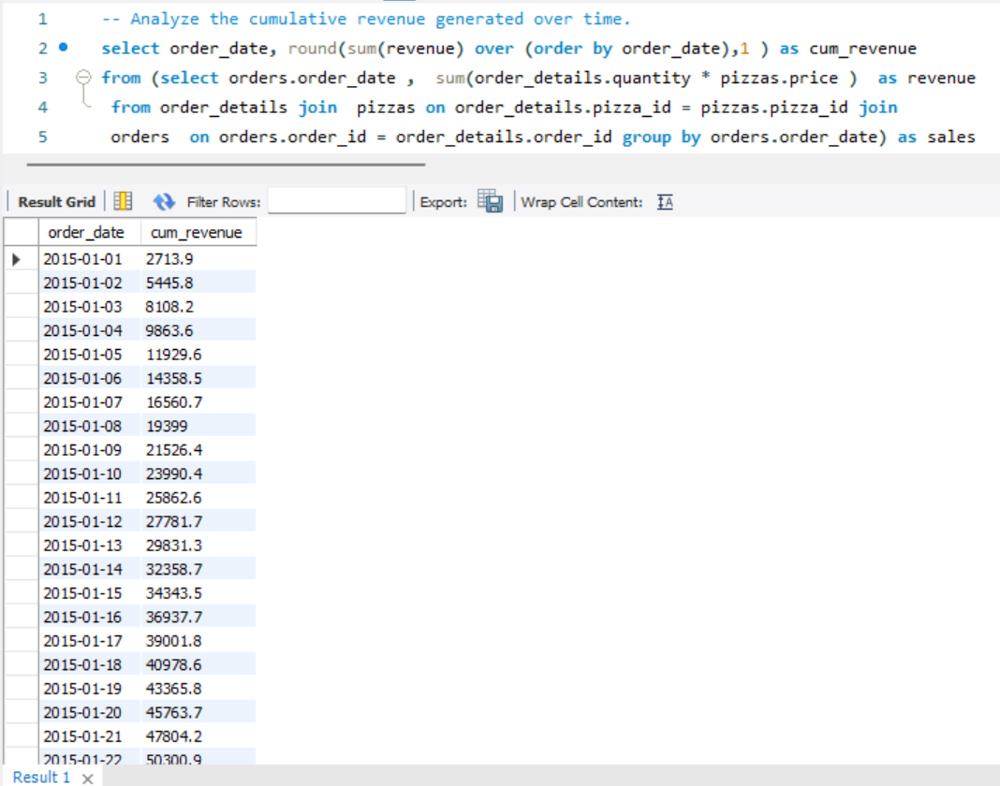 1 -- Analyze the cumulative revenue generated over time.
2 select order_date, round(sum(revenue) over (order by order_date),1 ) as cum_revenue
3 from (select orders.order_date ,  sum(order_details.quantity * pizzas.price )  as revenue
4 from order_details join  pizzas on order_details.pizza_id = pizzas.pizza_id join
5 orders  on orders.order_id = order_details.order_id group by orders.order_date) as sales
Result Grid Filter Rows: Export: Wrap Cell Content: IA
order_date cum_revenue
2015-01-01 2713.9
2015-01-02 5445.8
2015-01-03 8108.2
2015-01-04 9863.6
2015-01-05 11929.6
2015-01-06 14358.5
2015-01-07 16560.7
2015-01-08 19399
2015-01-09 21526.4
2015-01-10 23990.4
2015-01-11 25862.6
2015-01-12 27781.7
2015-01-13 29831.3
2015-01-14 32358.7
2015-01-15 34343.5
2015-01-16 36937.7
2015-01-17 39001.8
2015-01-18 40978.6
2015-01-19 43365.8
2015-01-20 45763.7
2015-01-21 47804.2
2015-01-22 50300.9
Result 1